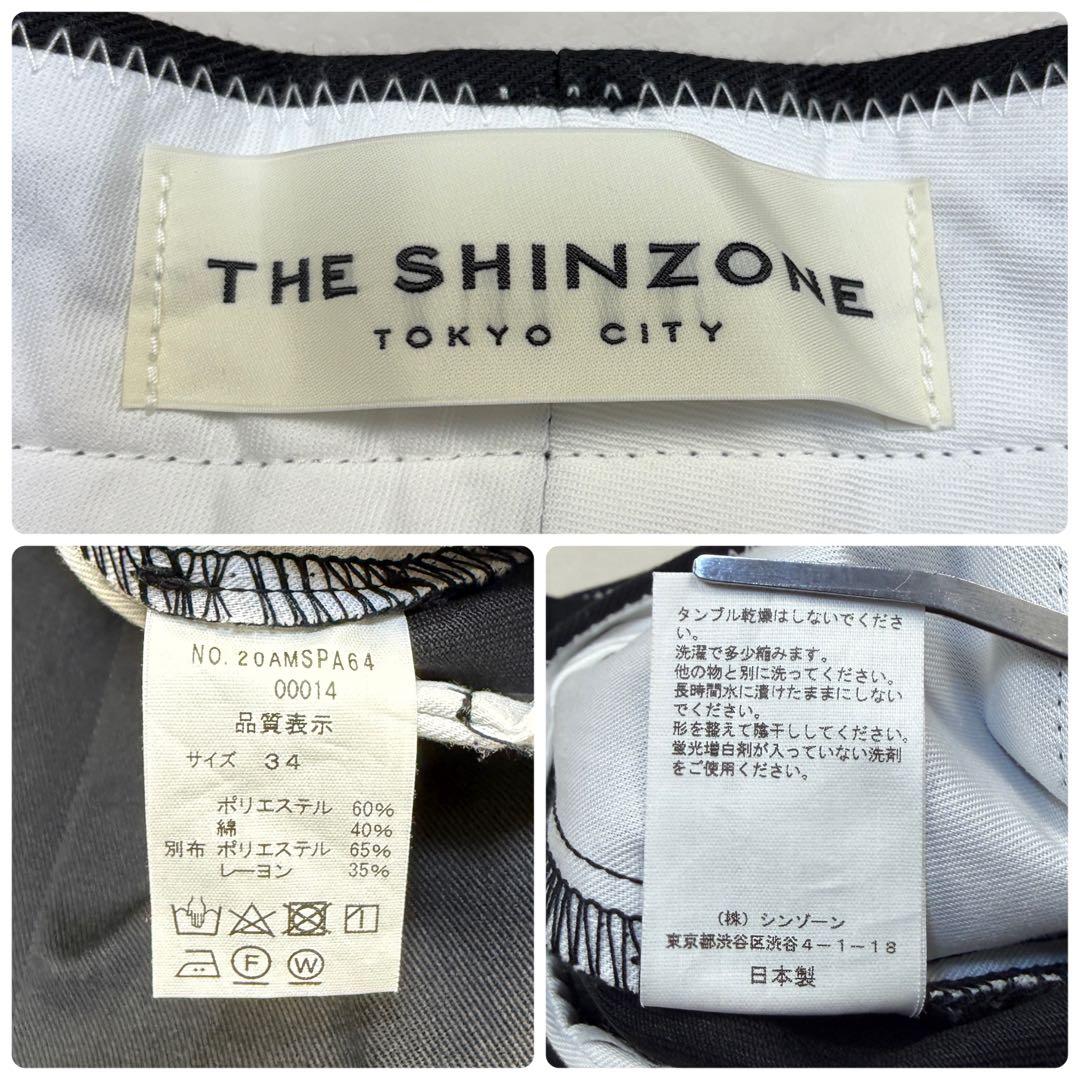 THE SHINZONE
TOKYO CITY
NO. 20AMSPA64
00014
品質表示
サイズ 34
ポリエステル 60%
綿 40%
別布 ポリエステル 65%
レーヨン 35%
F W
タンブル乾燥はしないでくださ
い。
洗濯で多少縮みます。
他の物と別に洗ってください。
長時間水に漬けたままにしない
でください。
形を整えて陰干ししてください。
蛍光増白剤が入っていない洗剤
をご使用ください。
(株) シンゾーン
東京都渋谷区渋谷4-1-18
日本製